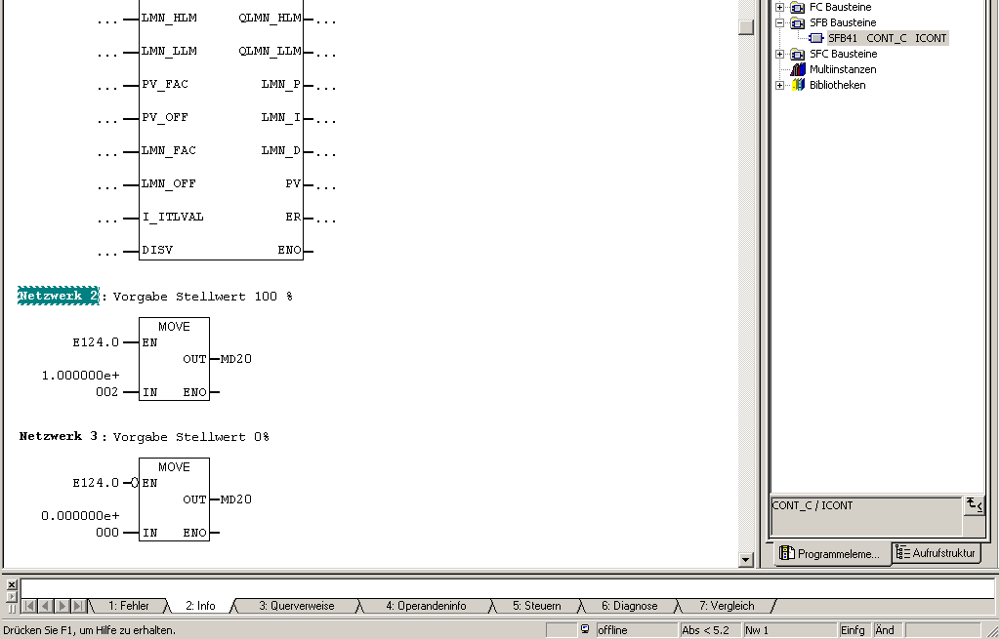 ... LMN_HLM QLMN_HLM ...
... LMN_LLM QLMN_LLM ...
... PV_FAC LMN_P ...
... PV_OFF LMN_I ...
... LMN_FAC LMN_D ...
... LMN_OFF PV ...
... I_ITLVAL ER ...
... DISV ENO
Netzwerk 2 : Vorgabe Stellwert 100 %
MOVE
E124.0 EN
OUT MD20
1.000000e+
002 IN ENO
Netzwerk 3 : Vorgabe Stellwert 0%
MOVE
E124.0 EN
OUT MD20
0.000000e+
000 IN ENO
FC Bausteine
SFB Bausteine
SFB41 CONT_C ICONT
SFC Bausteine
Multiinstanzen
Bibliotheken
CONT_C / ICONT
Programmeleme... Aufrufstruktur
1: Fehler 2: Info 3: Querverweise 4: Operandeninfo 5: Steuern 6: Diagnose 7: Vergleich
Drücken Sie F1, um Hilfe zu erhalten. offline Abs < 5.2 Nw 1 Einfg Änd